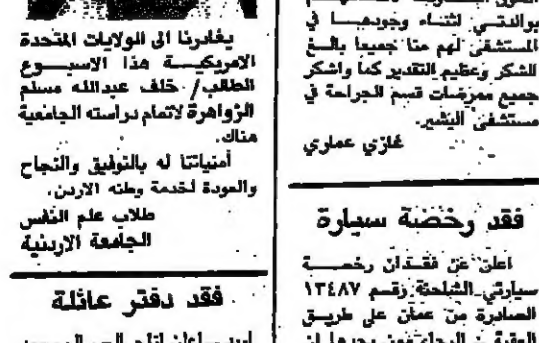 بوالدتي اثناء وجودها في
المستشفى لهم منا جميعا بالغ
الشكر وعظيم التقدير كما واشكر
جميع ممرضات قسم الجراحة في
مستشفى البشير.
غازي عماري
فقد رخصة سيارة
اعلن عن فقدان رخصة
سيارتي الشاحنة رقم ١٣٤٨٧
الصادرة من عمان على طريق
يغادرنا الى الولايات المتحدة
الامريكية هذا الاسبوع
الطالب/ خلف عبدالله مسلم
الزواهرة لاتمام دراسته الجامعية
هناك.
أمنياتنا له بالتوفيق والنجاح
والعودة لخدمة وطنه الاردن.
طلاب علم النفس
الجامعة الاردنية
فقد دفتر عائلة